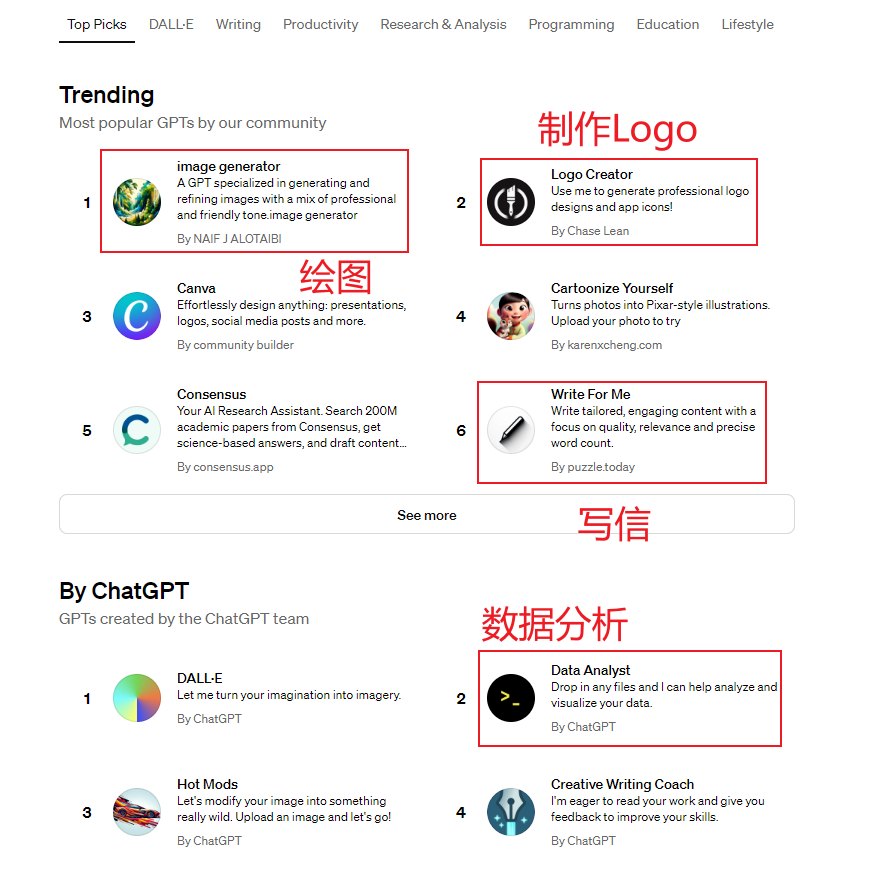 Top Picks DALL·E Writing Productivity Research & Analysis Programming Education Lifestyle
Trending
Most popular GPTs by our community
制作Logo
1
image generator
A GPT specialized in generating and
refining images with a mix of professional
and friendly tone.image generator
By NAIF J ALOTAIBI
绘图
2
Logo Creator
Use me to generate professional logo
designs and app icons!
By Chase Lean
3
Canva
Effortlessly design anything: presentations,
logos, social media posts and more.
By community builder
4
Cartoonize Yourself
Turns photos into Pixar-style illustrations.
Upload your photo to try
By karenxcheng.com
5
Consensus
Your AI Research Assistant. Search 200M
academic papers from Consensus, get
science-based answers, and draft content...
By consensus.app
6
Write For Me
Write tailored, engaging content with a
focus on quality, relevance and precise
word count.
By puzzle.today
See more
写信
By ChatGPT
GPTs created by the ChatGPT team
数据分析
1
DALL·E
Let me turn your imagination into imagery.
By ChatGPT
2
>_
Data Analyst
Drop in any files and I can help analyze and
visualize your data.
By ChatGPT
3
Hot Mods
Let's modify your image into something
really wild. Upload an image and let's go!
By ChatGPT
4
Creative Writing Coach
I'm eager to read your work and give you
feedback to improve your skills.
By ChatGPT